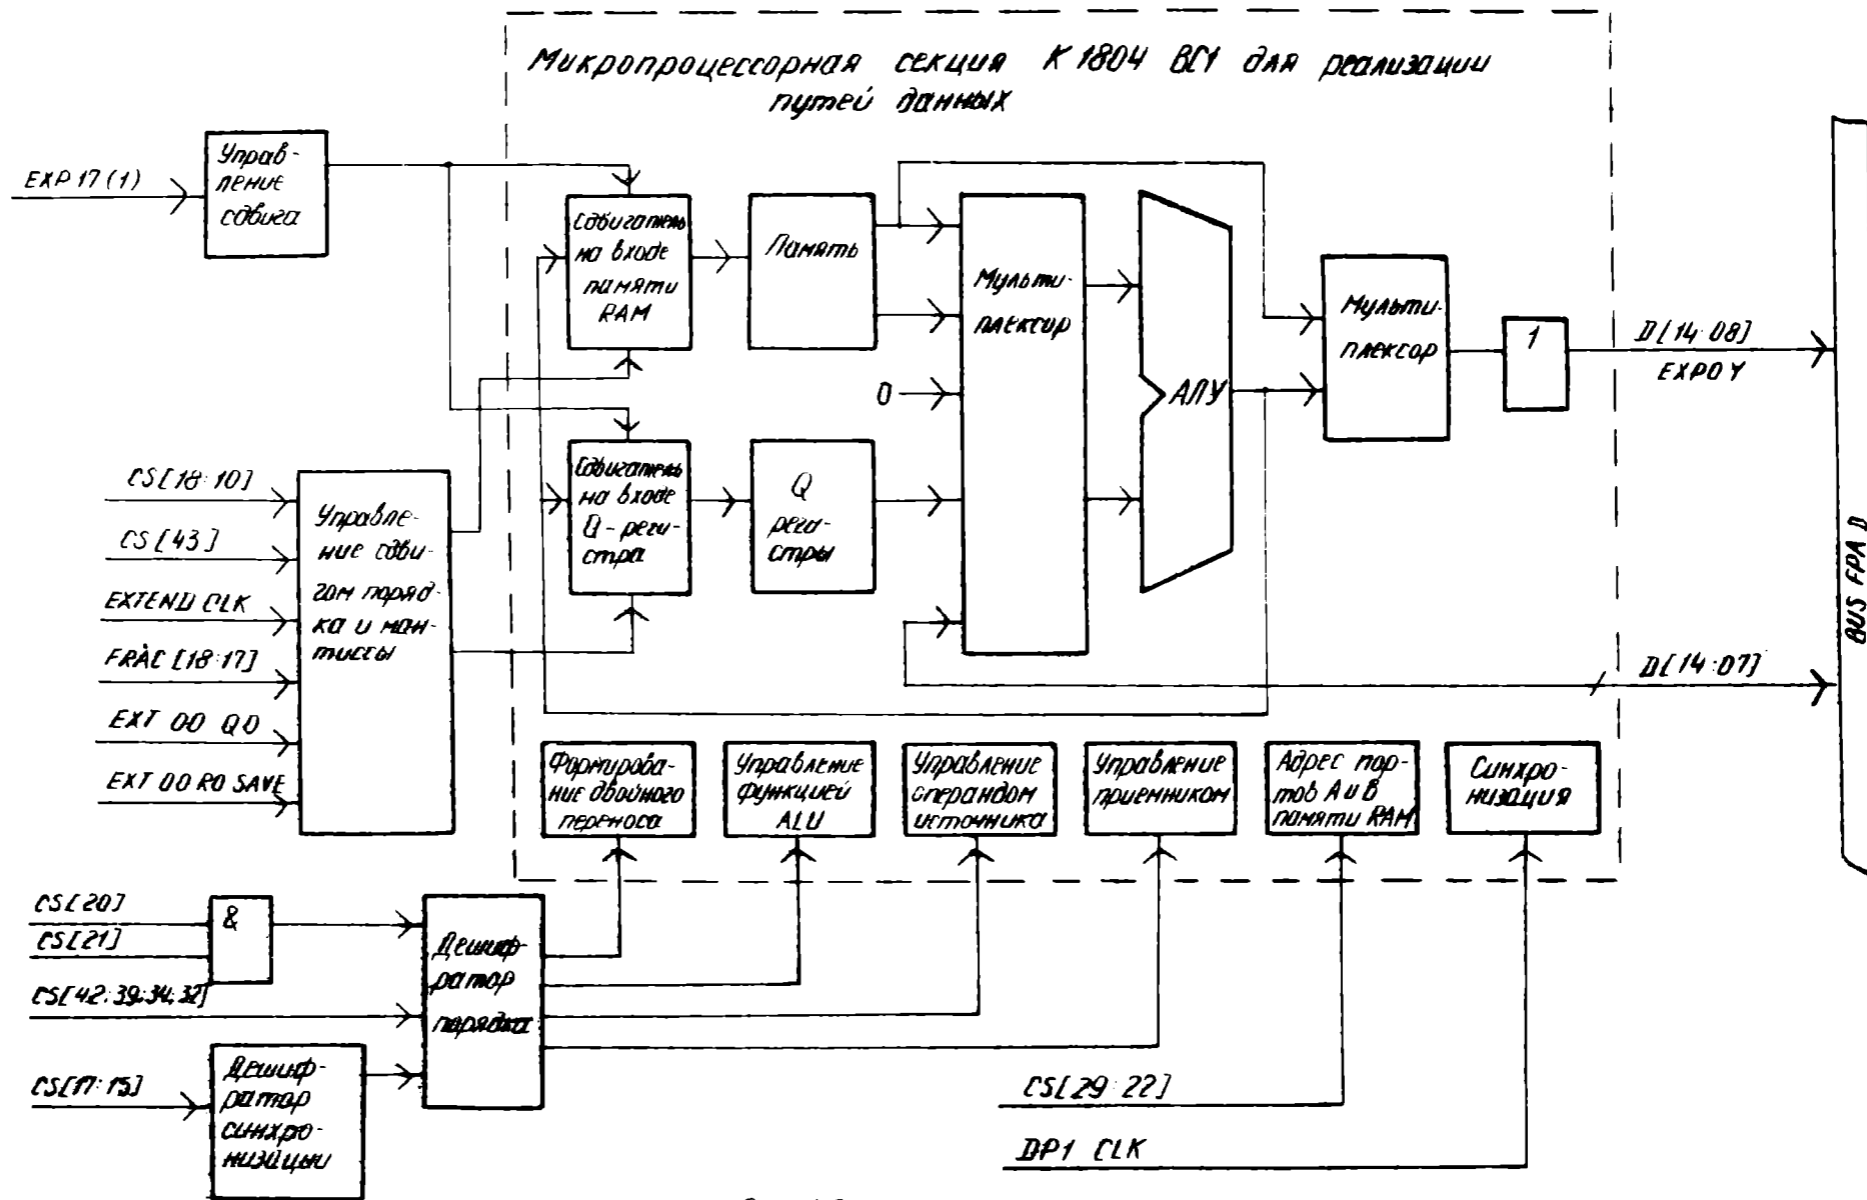 Микропроцессорная секция К 1804 ВС1 для реализации
путей данных
EXP 17 (1)
Управ-
ление
сдвига
Сдвигатель
на входе
памяти
RAM
Память
Мульти-
плексор
АЛУ
Мульти-
плексор
1
D[14:08]
EXPO Y
0
CS[18:10]
CS[43]
EXTEND CLK
FRAC [18:17]
EXT 00 Q0
EXT 00 R0 SAVE
Управле-
ние сдви-
гом поряд-
ка и ман-
тиссы
Сдвигатель
на входе
Q-реги-
стра
Q
реги-
стры
D[14:07]
BUS FPA D
Формирова-
ние двойного
переноса
Управление
функцией
ALU
Управление
операндом
источника
Управление
приемником
Адрес пор-
тов А и В
памяти RAM
Синхро-
низация
CS[20]
CS[21]
&
CS[42:39:34:32]
Дешиф-
ратор
порядка
CS[17:15]
Дешиф-
ратор
синхро-
низации
CS[29:22]
DP1 CLK